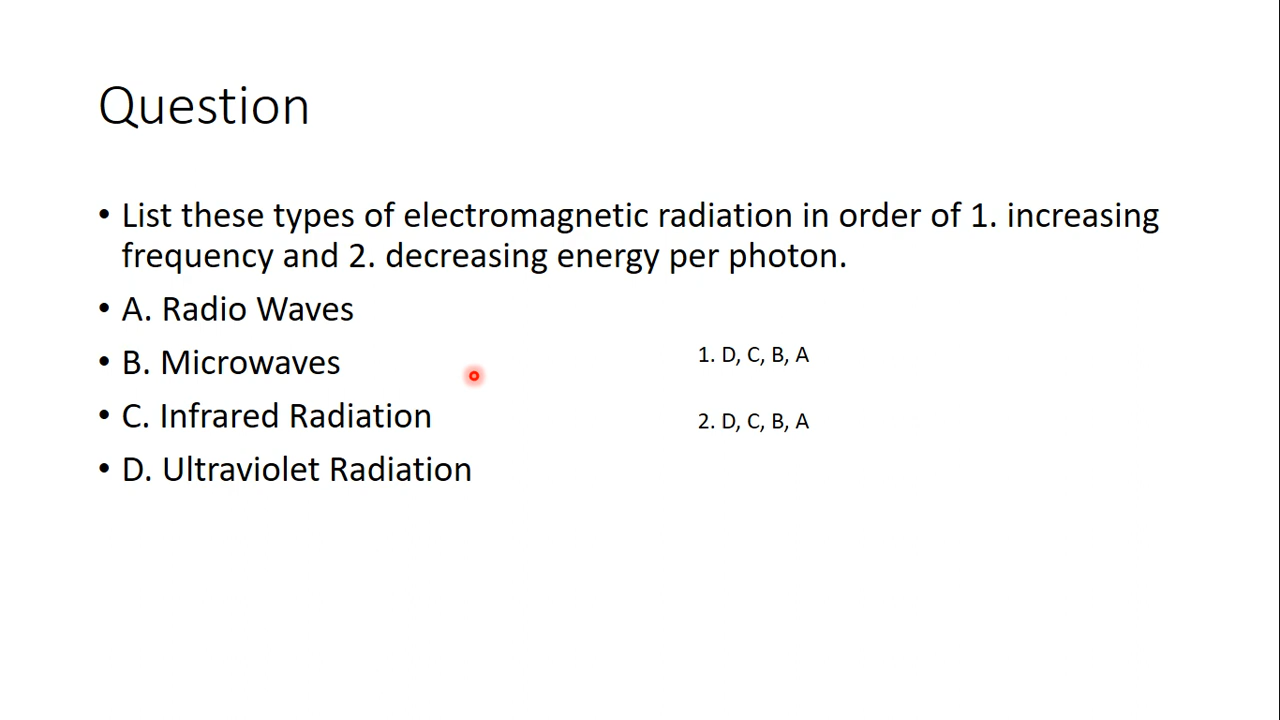 Question
• List these types of electromagnetic radiation in order of 1. increasing
frequency and 2. decreasing energy per photon.
• A. Radio Waves
• B. Microwaves
1. D, C, B, A
• C. Infrared Radiation
2. D, C, B, A
• D. Ultraviolet Radiation